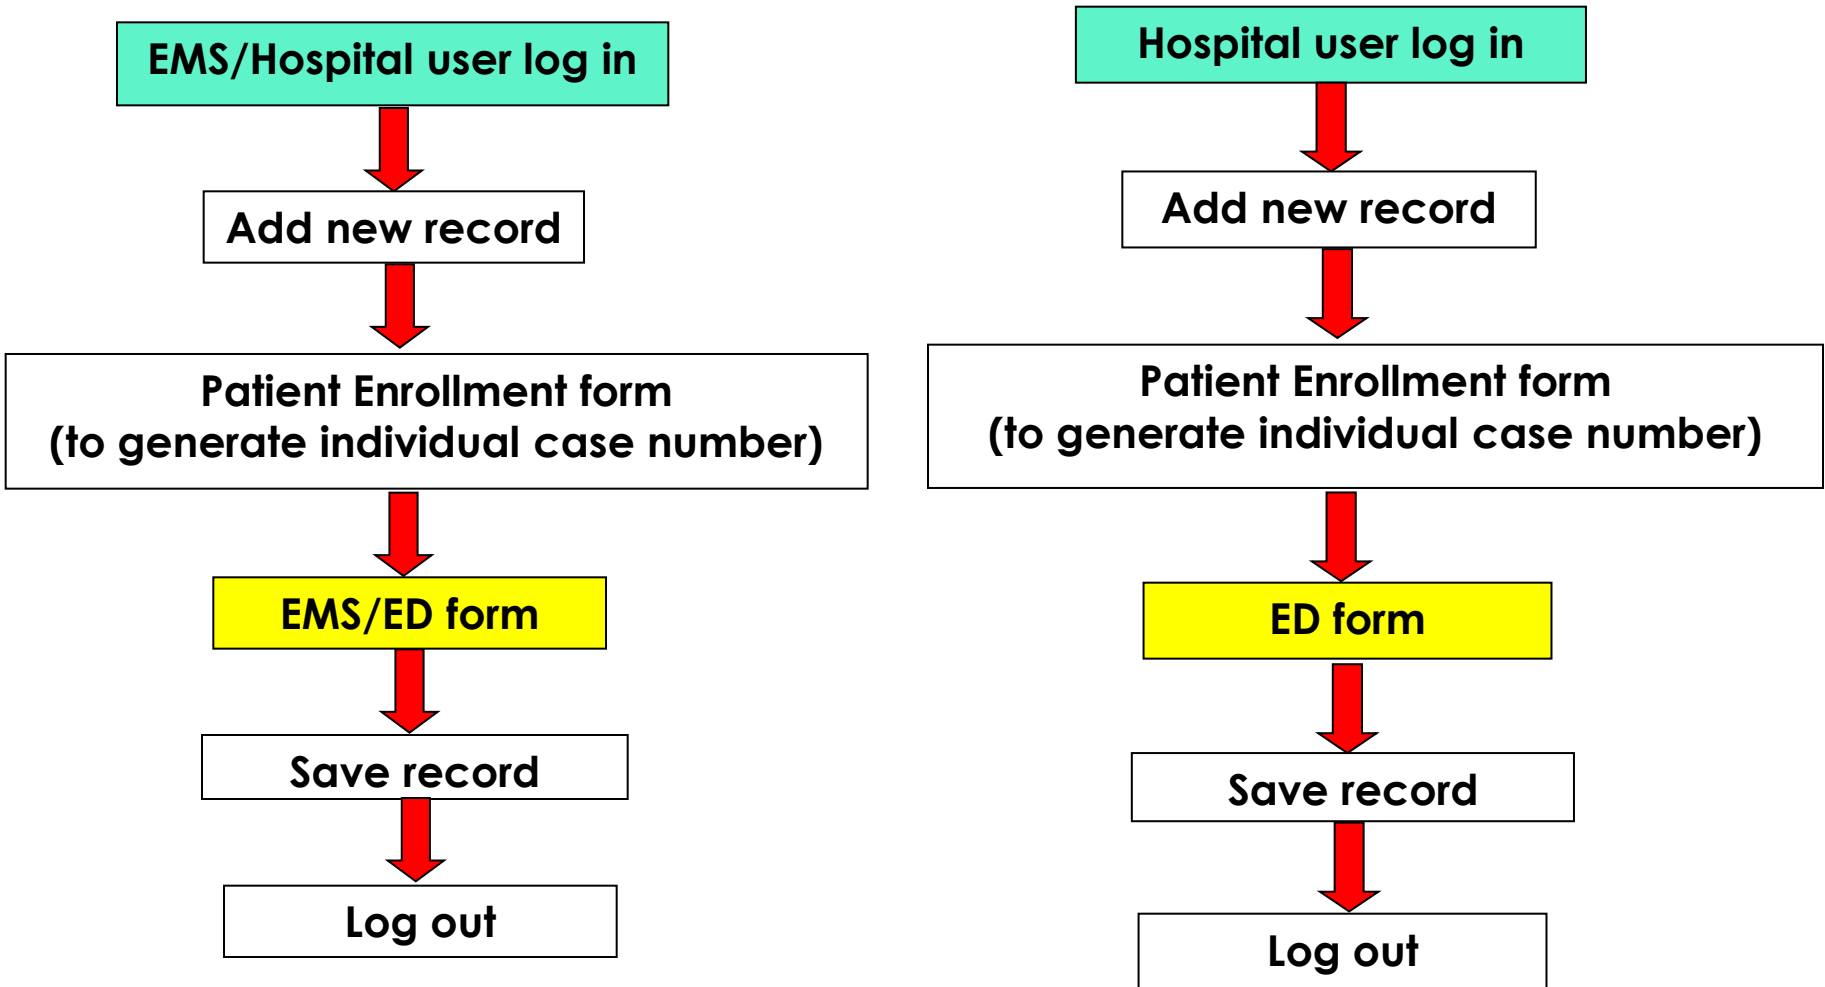 EMS/Hospital user log in
Add new record
Patient Enrollment form
(to generate individual case number)
EMS/ED form
Save record
Log out
Hospital user log in
Add new record
Patient Enrollment form
(to generate individual case number)
ED form
Save record
Log out